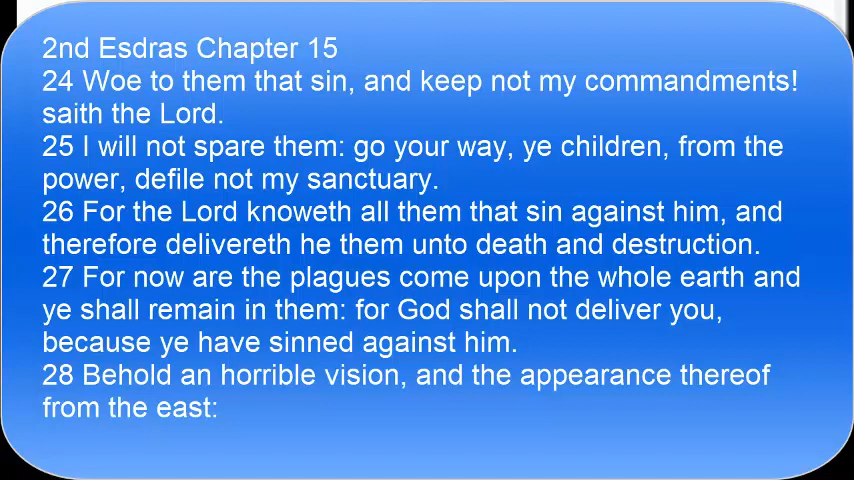 2nd Esdras Chapter 15
24 Woe to them that sin, and keep not my commandments!
saith the Lord.
25 I will not spare them: go your way, ye children, from the
power, defile not my sanctuary.
26 For the Lord knoweth all them that sin against him, and
therefore delivereth he them unto death and destruction.
27 For now are the plagues come upon the whole earth and
ye shall remain in them: for God shall not deliver you,
because ye have sinned against him.
28 Behold an horrible vision, and the appearance thereof
from the east: